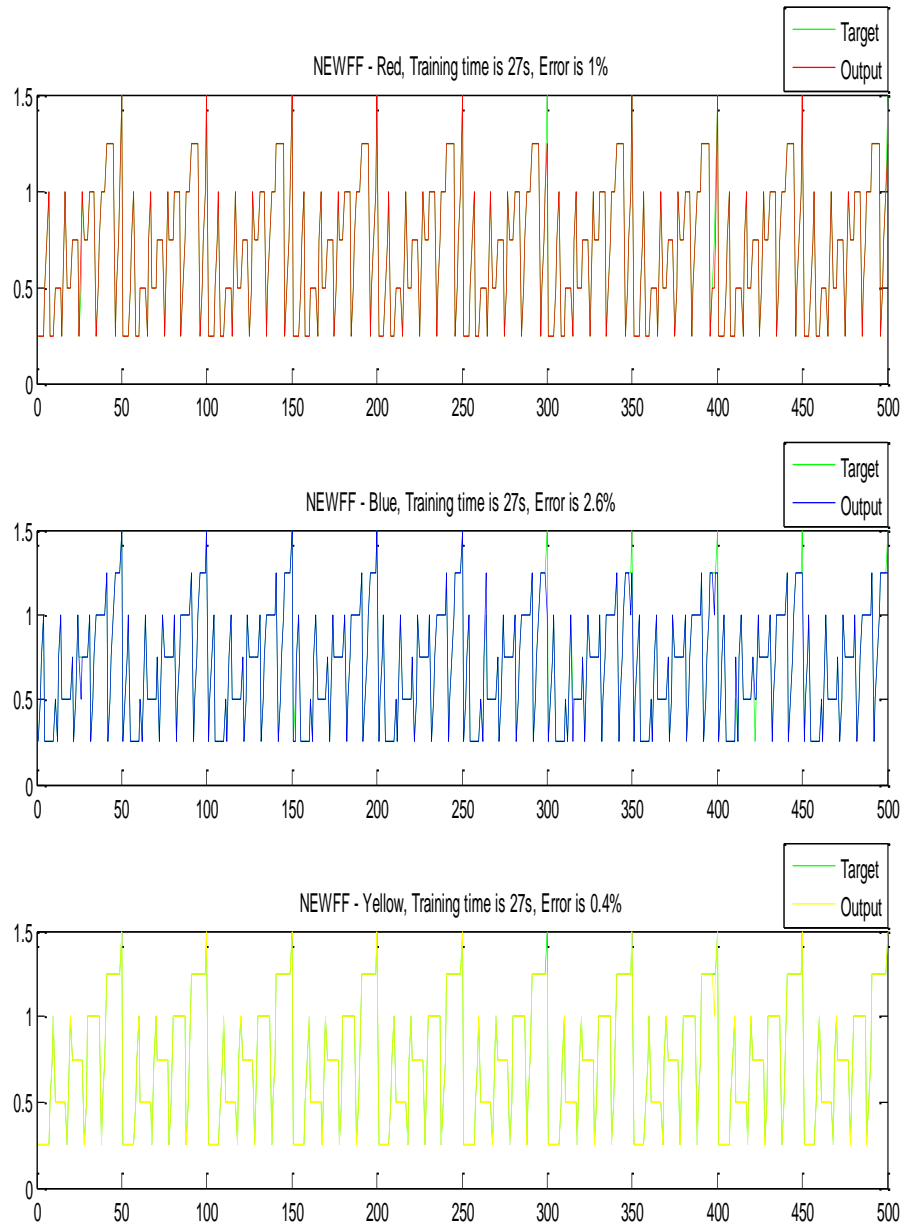 Target
Output
NEWFF - Red, Training time is 27s, Error is 1%
1.5
1
0.5
0
0 50 100 150 200 250 300 350 400 450 500
Target
Output
NEWFF - Blue, Training time is 27s, Error is 2.6%
1.5
1
0.5
0
0 50 100 150 200 250 300 350 400 450 500
Target
Output
NEWFF - Yellow, Training time is 27s, Error is 0.4%
1.5
1
0.5
0
0 50 100 150 200 250 300 350 400 450 500